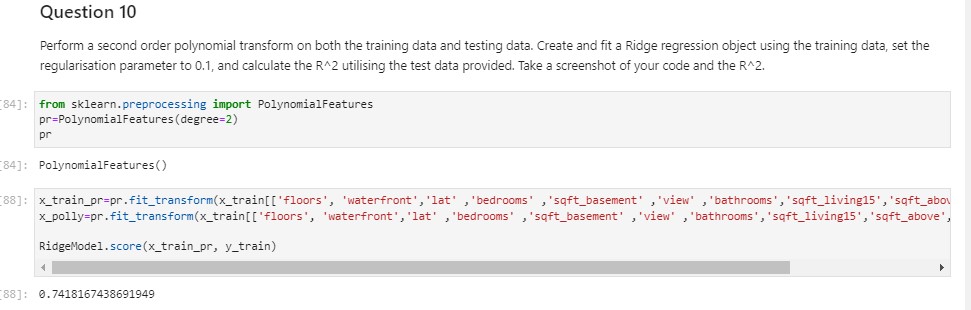 Question 10
Perform a second order polynomial transform on both the training data and testing data. Create and fit a Ridge regression object using the training data, set the
regularisation parameter to 0.1, and calculate the R^2 utilising the test data provided. Take a screenshot of your code and the R^2.
[84]: from sklearn.preprocessing import PolynomialFeatures
pr=PolynomialFeatures(degree=2)
pr
[84]: PolynomialFeatures()
[88]: x_train_pr=pr.fit_transform(x_train[['floors', 'waterfront','lat' ,'bedrooms' ,'sqft_basement' ,'view' ,'bathrooms','sqft_living15','sqft_abov
x_polly=pr.fit_transform(x_train[['floors', 'waterfront','lat' ,'bedrooms' ,'sqft_basement' ,'view' ,'bathrooms','sqft_living15','sqft_above',
RidgeModel.score(x_train_pr, y_train)
[88]: 0.7418167438691949